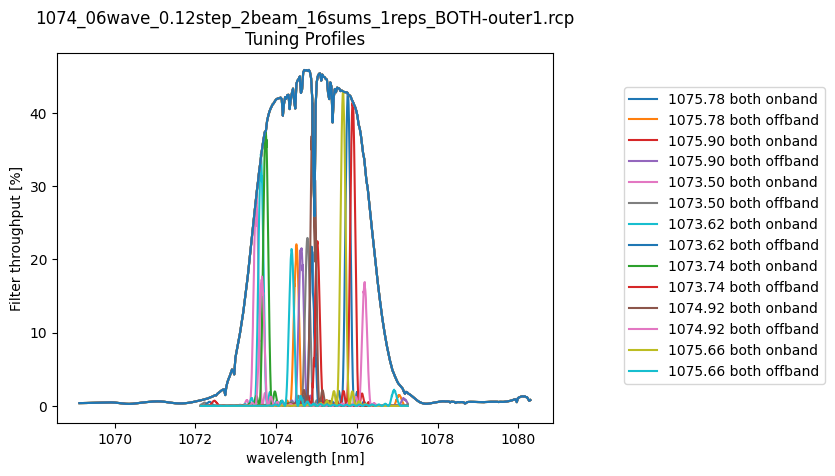 1074_06wave_0.12step_2beam_16sums_1reps_BOTH-outer1.rcp
Tuning Profiles
Filter throughput [%]
40
30
20
10
0
1070 1072 1074 1076 1078 1080
wavelength [nm]
1075.78 both onband
1075.78 both offband
1075.90 both onband
1075.90 both offband
1073.50 both onband
1073.50 both offband
1073.62 both onband
1073.62 both offband
1073.74 both onband
1073.74 both offband
1074.92 both onband
1074.92 both offband
1075.66 both onband
1075.66 both offband